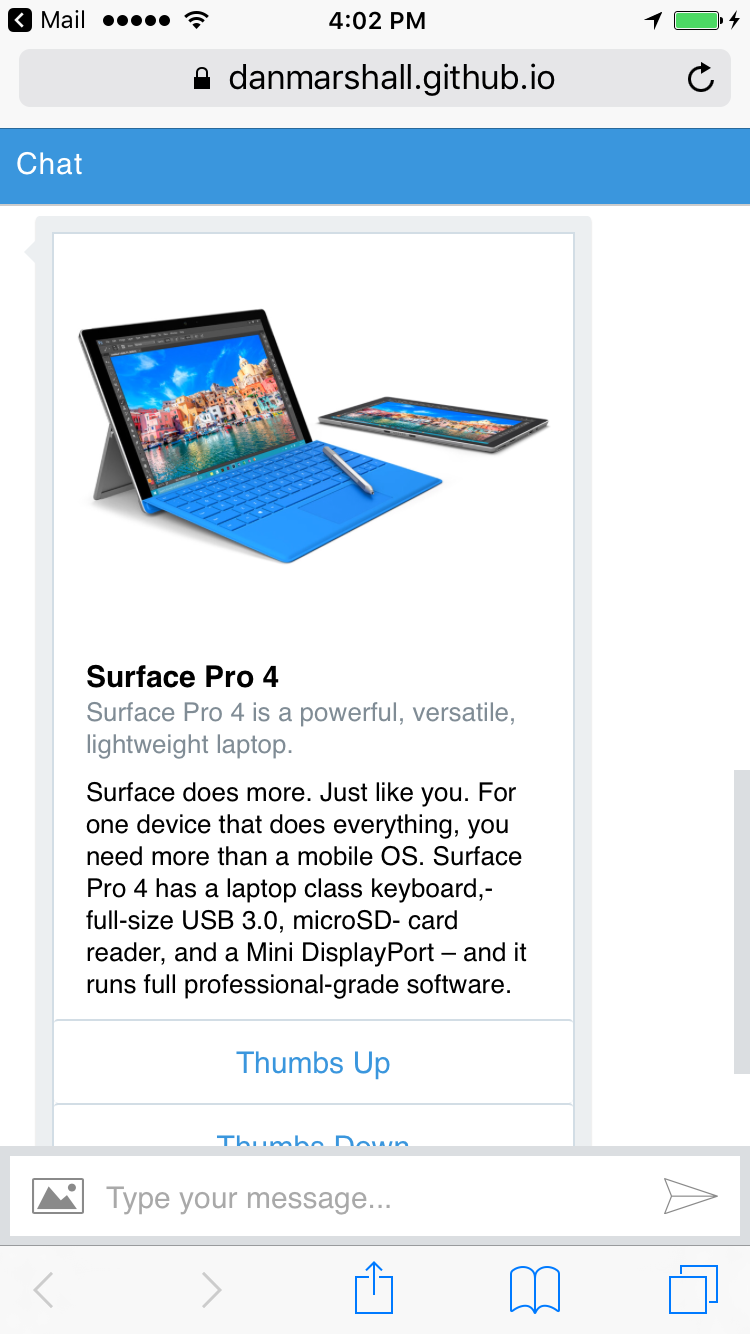 Mail
4:02 PM
danmarshall.github.io
Chat
Surface Pro 4
Surface Pro 4 is a powerful, versatile,
lightweight laptop.
Surface does more. Just like you. For
one device that does everything, you
need more than a mobile OS. Surface
Pro 4 has a laptop class keyboard,-
full-size USB 3.0, microSD- card
reader, and a Mini DisplayPort – and it
runs full professional-grade software.
Thumbs Up
Thumbs Down
Type your message...